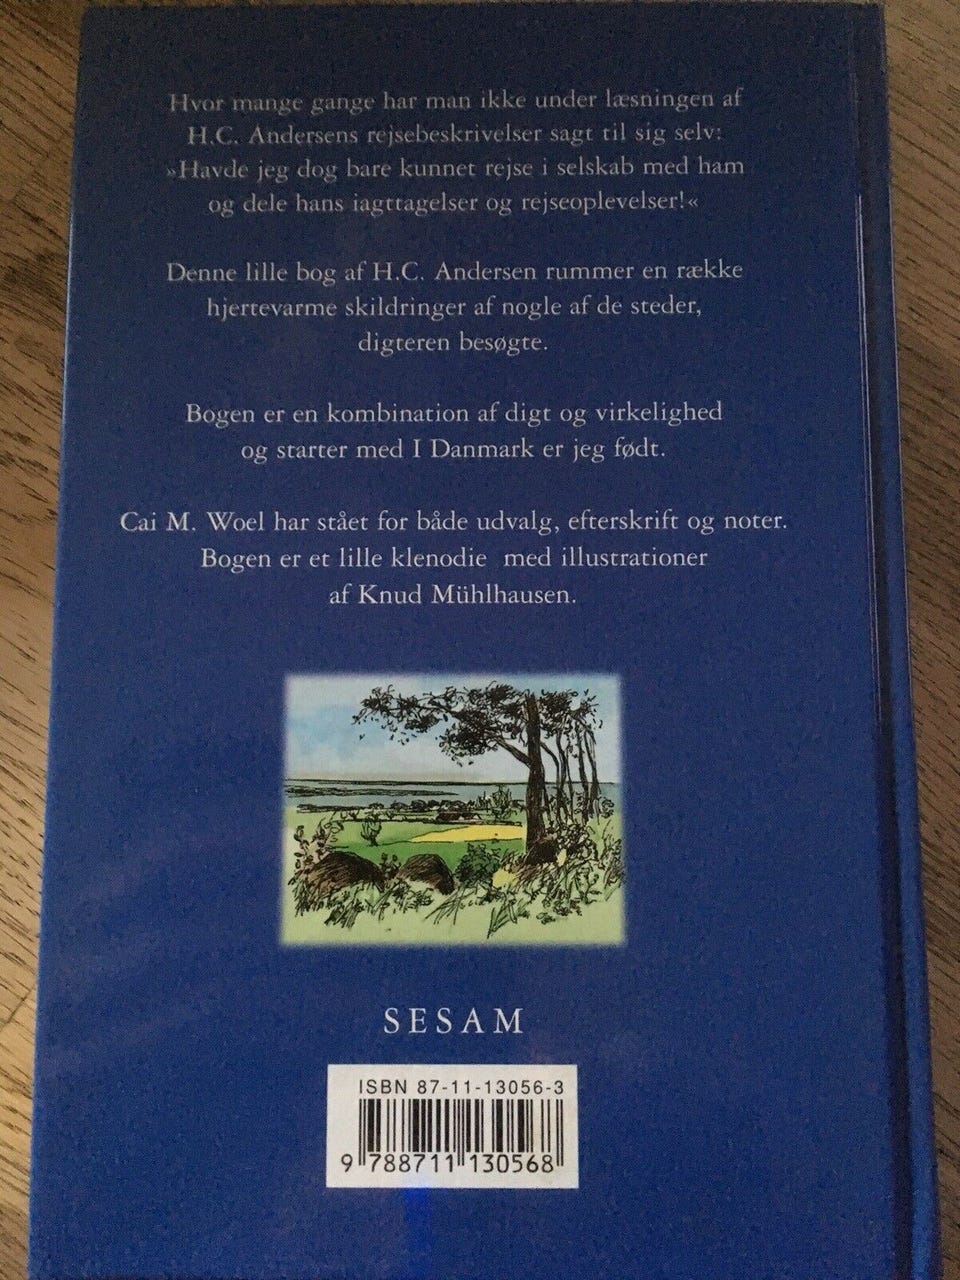 Hvor mange gange har man ikke under læsningen af
H.C. Andersens rejsebeskrivelser sagt til sig selv:
»Havde jeg dog bare kunnet rejse i selskab med ham
og dele hans iagttagelser og rejseoplevelser!«
Denne lille bog af H.C. Andersen rummer en række
hjertevarme skildringer af nogle af de steder,
digteren besøgte.
Bogen er en kombination af digt og virkelighed
og starter med I Danmark er jeg født.
Cai M. Woel har stået for både udvalg, efterskrift og noter.
Bogen er et lille klenodie med illustrationer
af Knud Mühlhausen.
SESAM
ISBN 87-11-13056-3
9 788711 130568